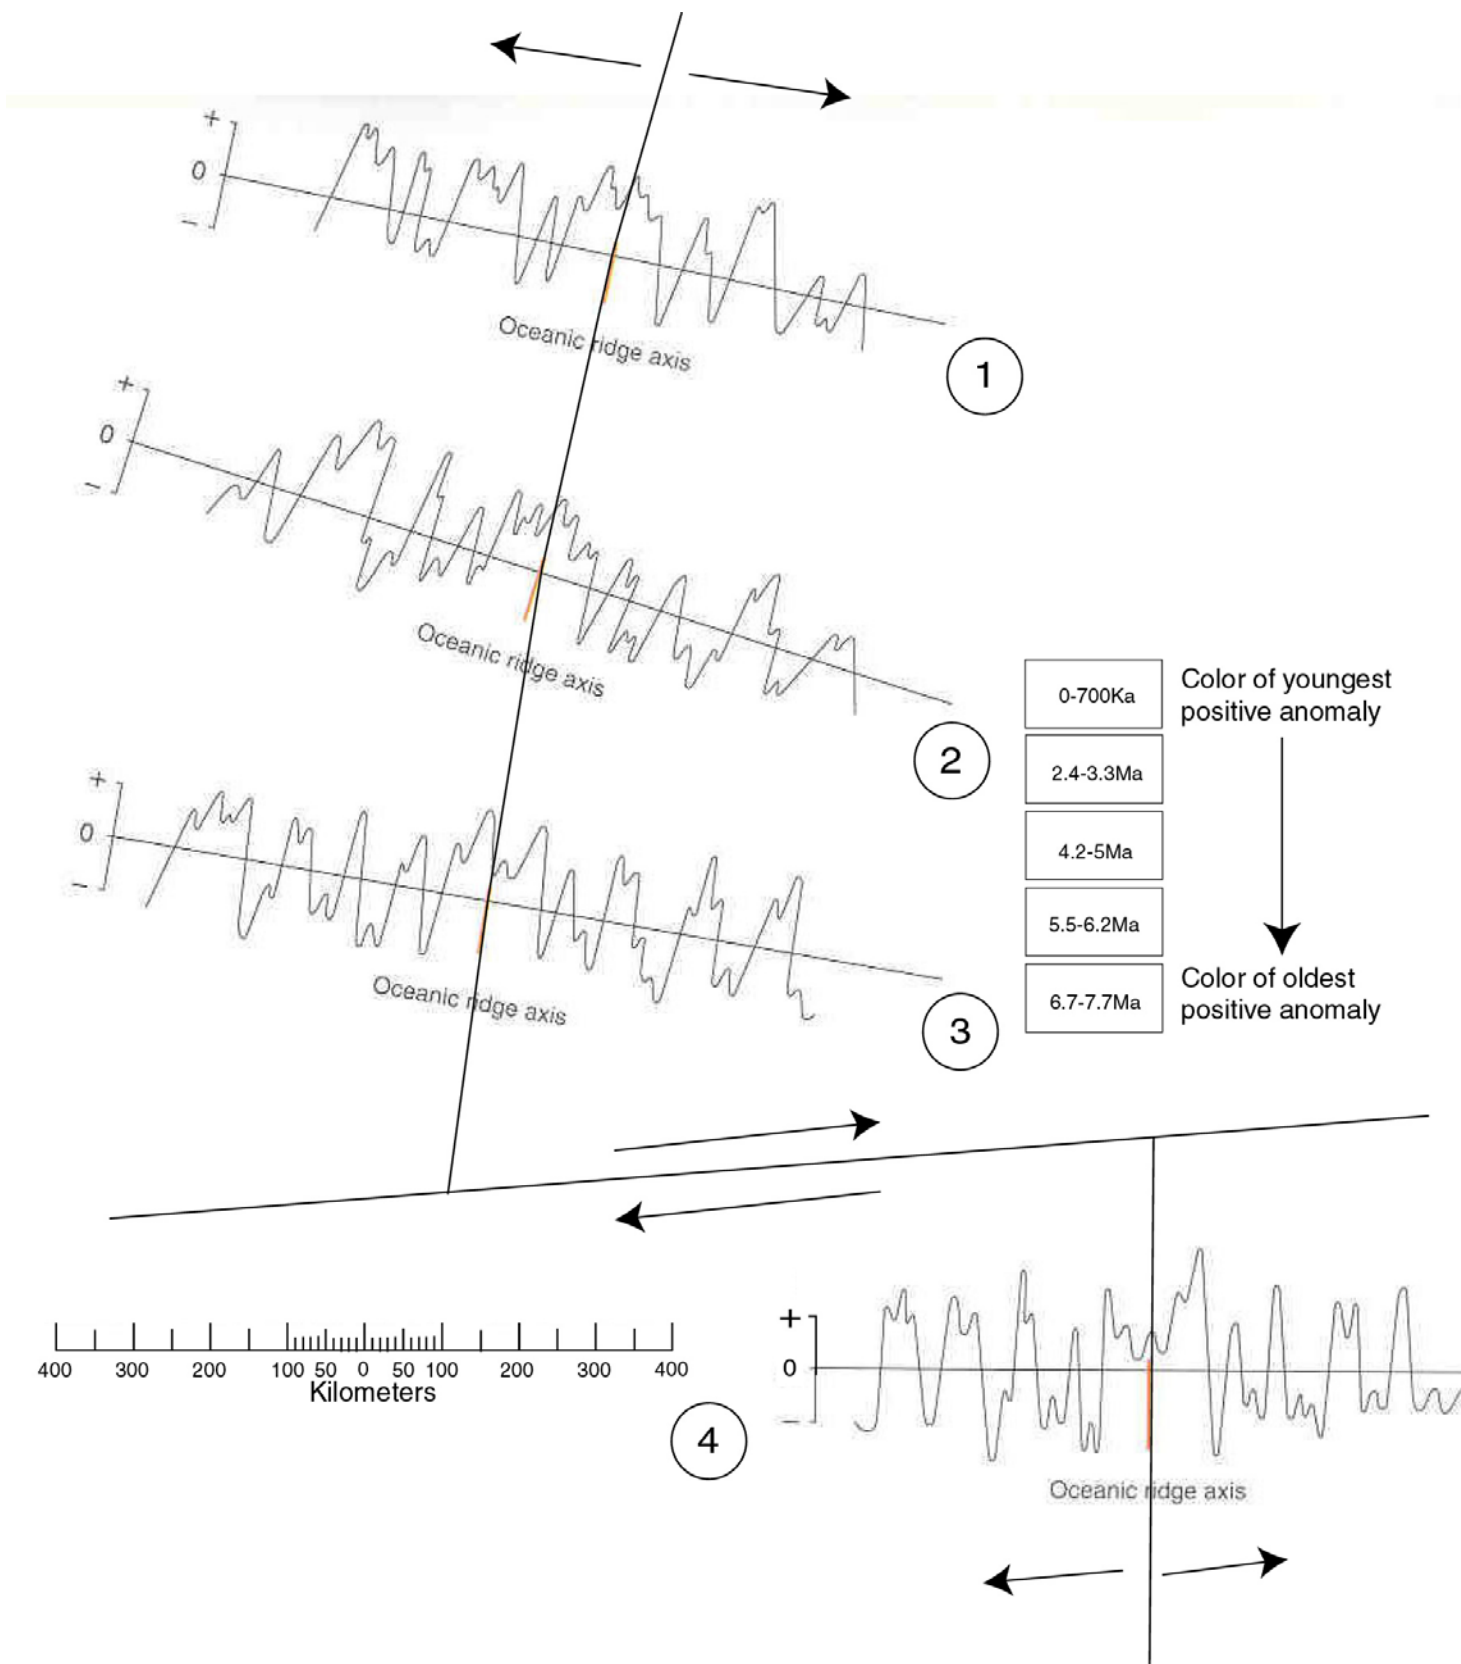 +
0
−
Oceanic ridge axis
1
+
0
−
Oceanic ridge axis
2
0-700Ka
Color of youngest
positive anomaly
2.4-3.3Ma
4.2-5Ma
5.5-6.2Ma
6.7-7.7Ma
Color of oldest
positive anomaly
+
0
−
Oceanic ridge axis
3
400 300 200 100 50 0 50 100 200 300 400
Kilometers
4
+
0
−
Oceanic ridge axis